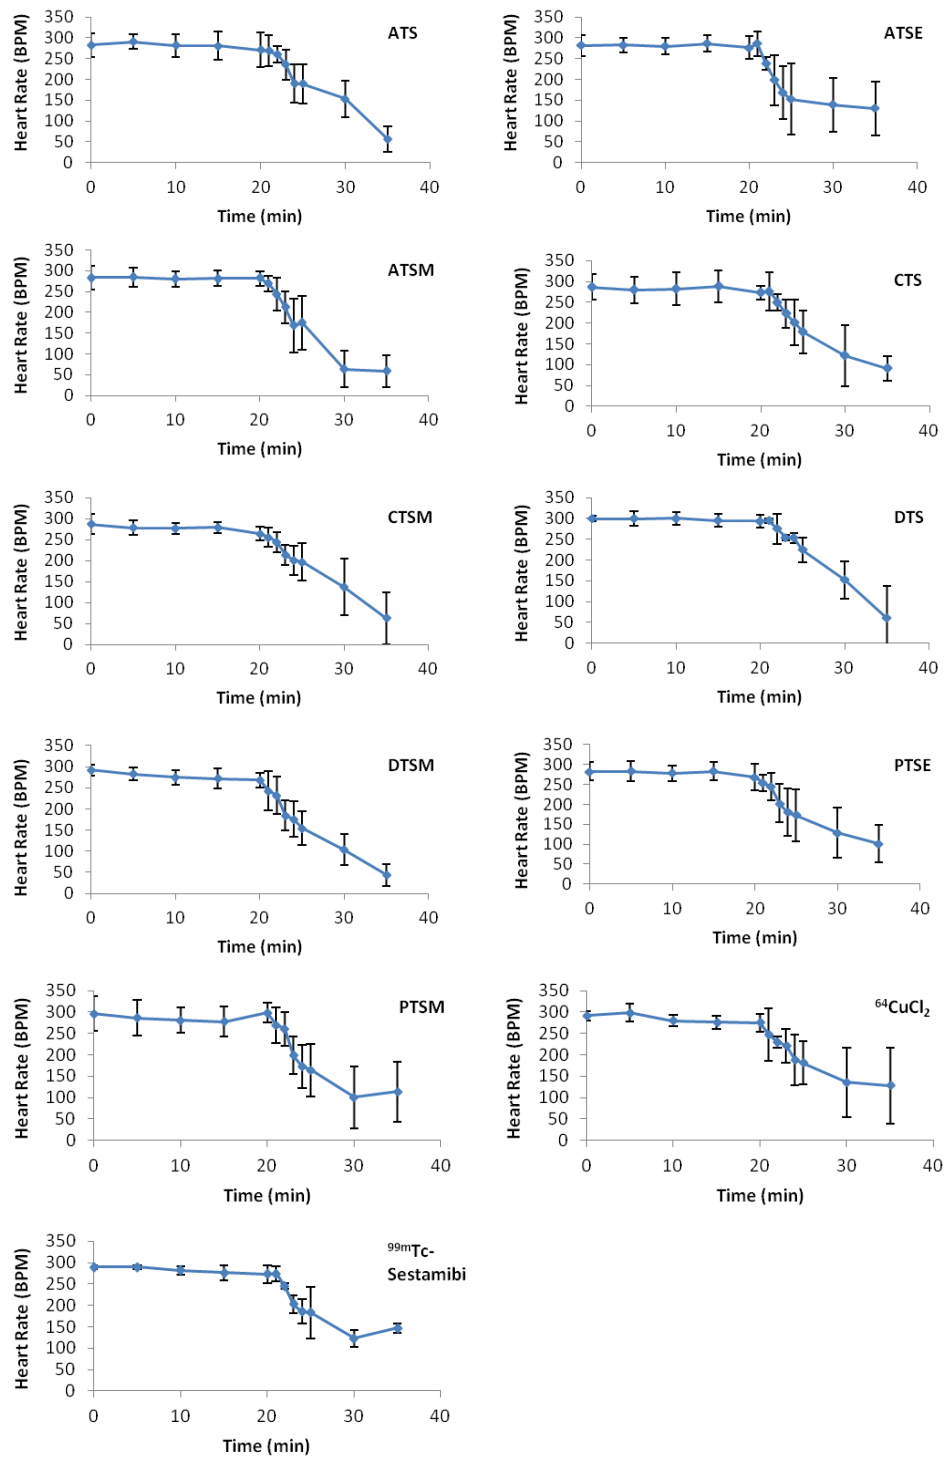 ATS
Heart Rate (BPM)
350
300
250
200
150
100
50
0
0 10 20 30 40
Time (min)
ATSE
Heart Rate (BPM)
350
300
250
200
150
100
50
0
0 10 20 30 40
Time (min)
ATSM
Heart Rate (BPM)
350
300
250
200
150
100
50
0
0 10 20 30 40
Time (min)
CTS
Heart Rate (BPM)
350
300
250
200
150
100
50
0
0 10 20 30 40
Time (min)
CTSM
Heart Rate (BPM)
350
300
250
200
150
100
50
0
0 10 20 30 40
Time (min)
DTS
Heart Rate (BPM)
350
300
250
200
150
100
50
0
0 10 20 30 40
Time (min)
DTSM
Heart Rate (BPM)
350
300
250
200
150
100
50
0
0 10 20 30 40
Time (min)
PTSE
Heart Rate (BPM)
350
300
250
200
150
100
50
0
0 10 20 30 40
Time (min)
PTSM
Heart Rate (BPM)
350
300
250
200
150
100
50
0
0 10 20 30 40
Time (min)
⁶⁴CuCl₂
Heart Rate (BPM)
350
300
250
200
150
100
50
0
0 10 20 30 40
Time (min)
⁹⁹ᵐTc-
Sestamibi
Heart Rate (BPM)
350
300
250
200
150
100
50
0
0 10 20 30 40
Time (min)